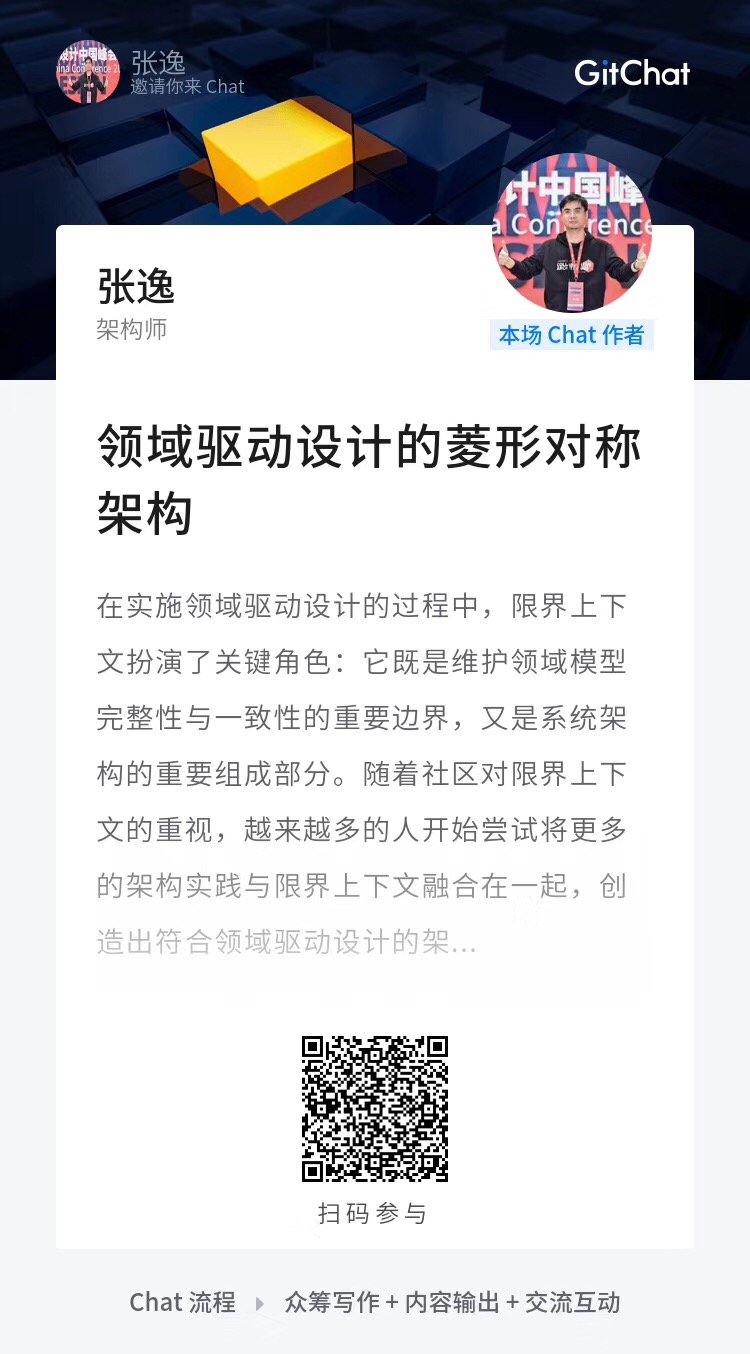 张逸
邀请你来 Chat
GitChat
计中国峰
a Conference
张逸
架构师
本场 Chat 作者
领域驱动设计的菱形对称
架构
在实施领域驱动设计的过程中，限界上下
文扮演了关键角色：它既是维护领域模型
完整性与一致性的重要边界，又是系统架
构的重要组成部分。随着社区对限界上下
文的重视，越来越多的人开始尝试将更多
的架构实践与限界上下文融合在一起，创
造出符合领域驱动设计的架...
扫码参与
Chat 流程 众筹写作 + 内容输出 + 交流互动